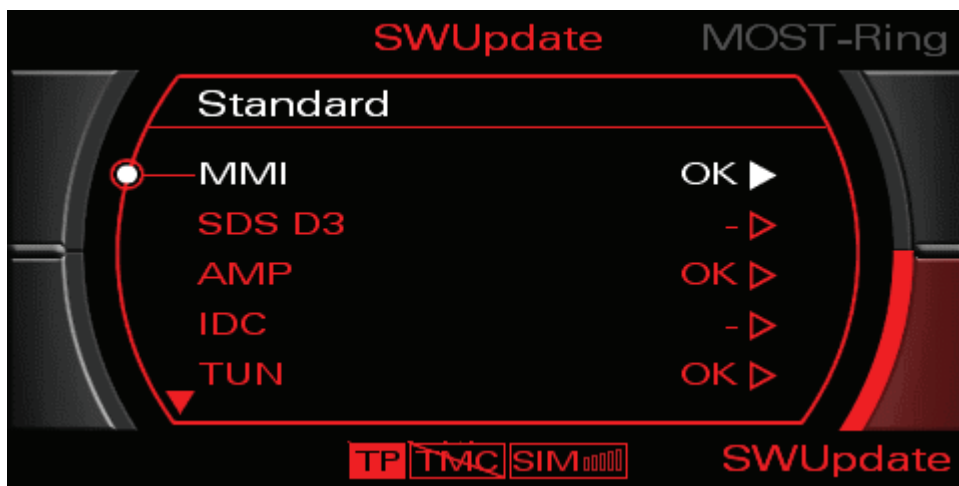 SWUpdate MOST-Ring
Standard
MMI OK
SDS D3 -
AMP OK
IDC -
TUN OK
TP TMC SIM SWUpdate